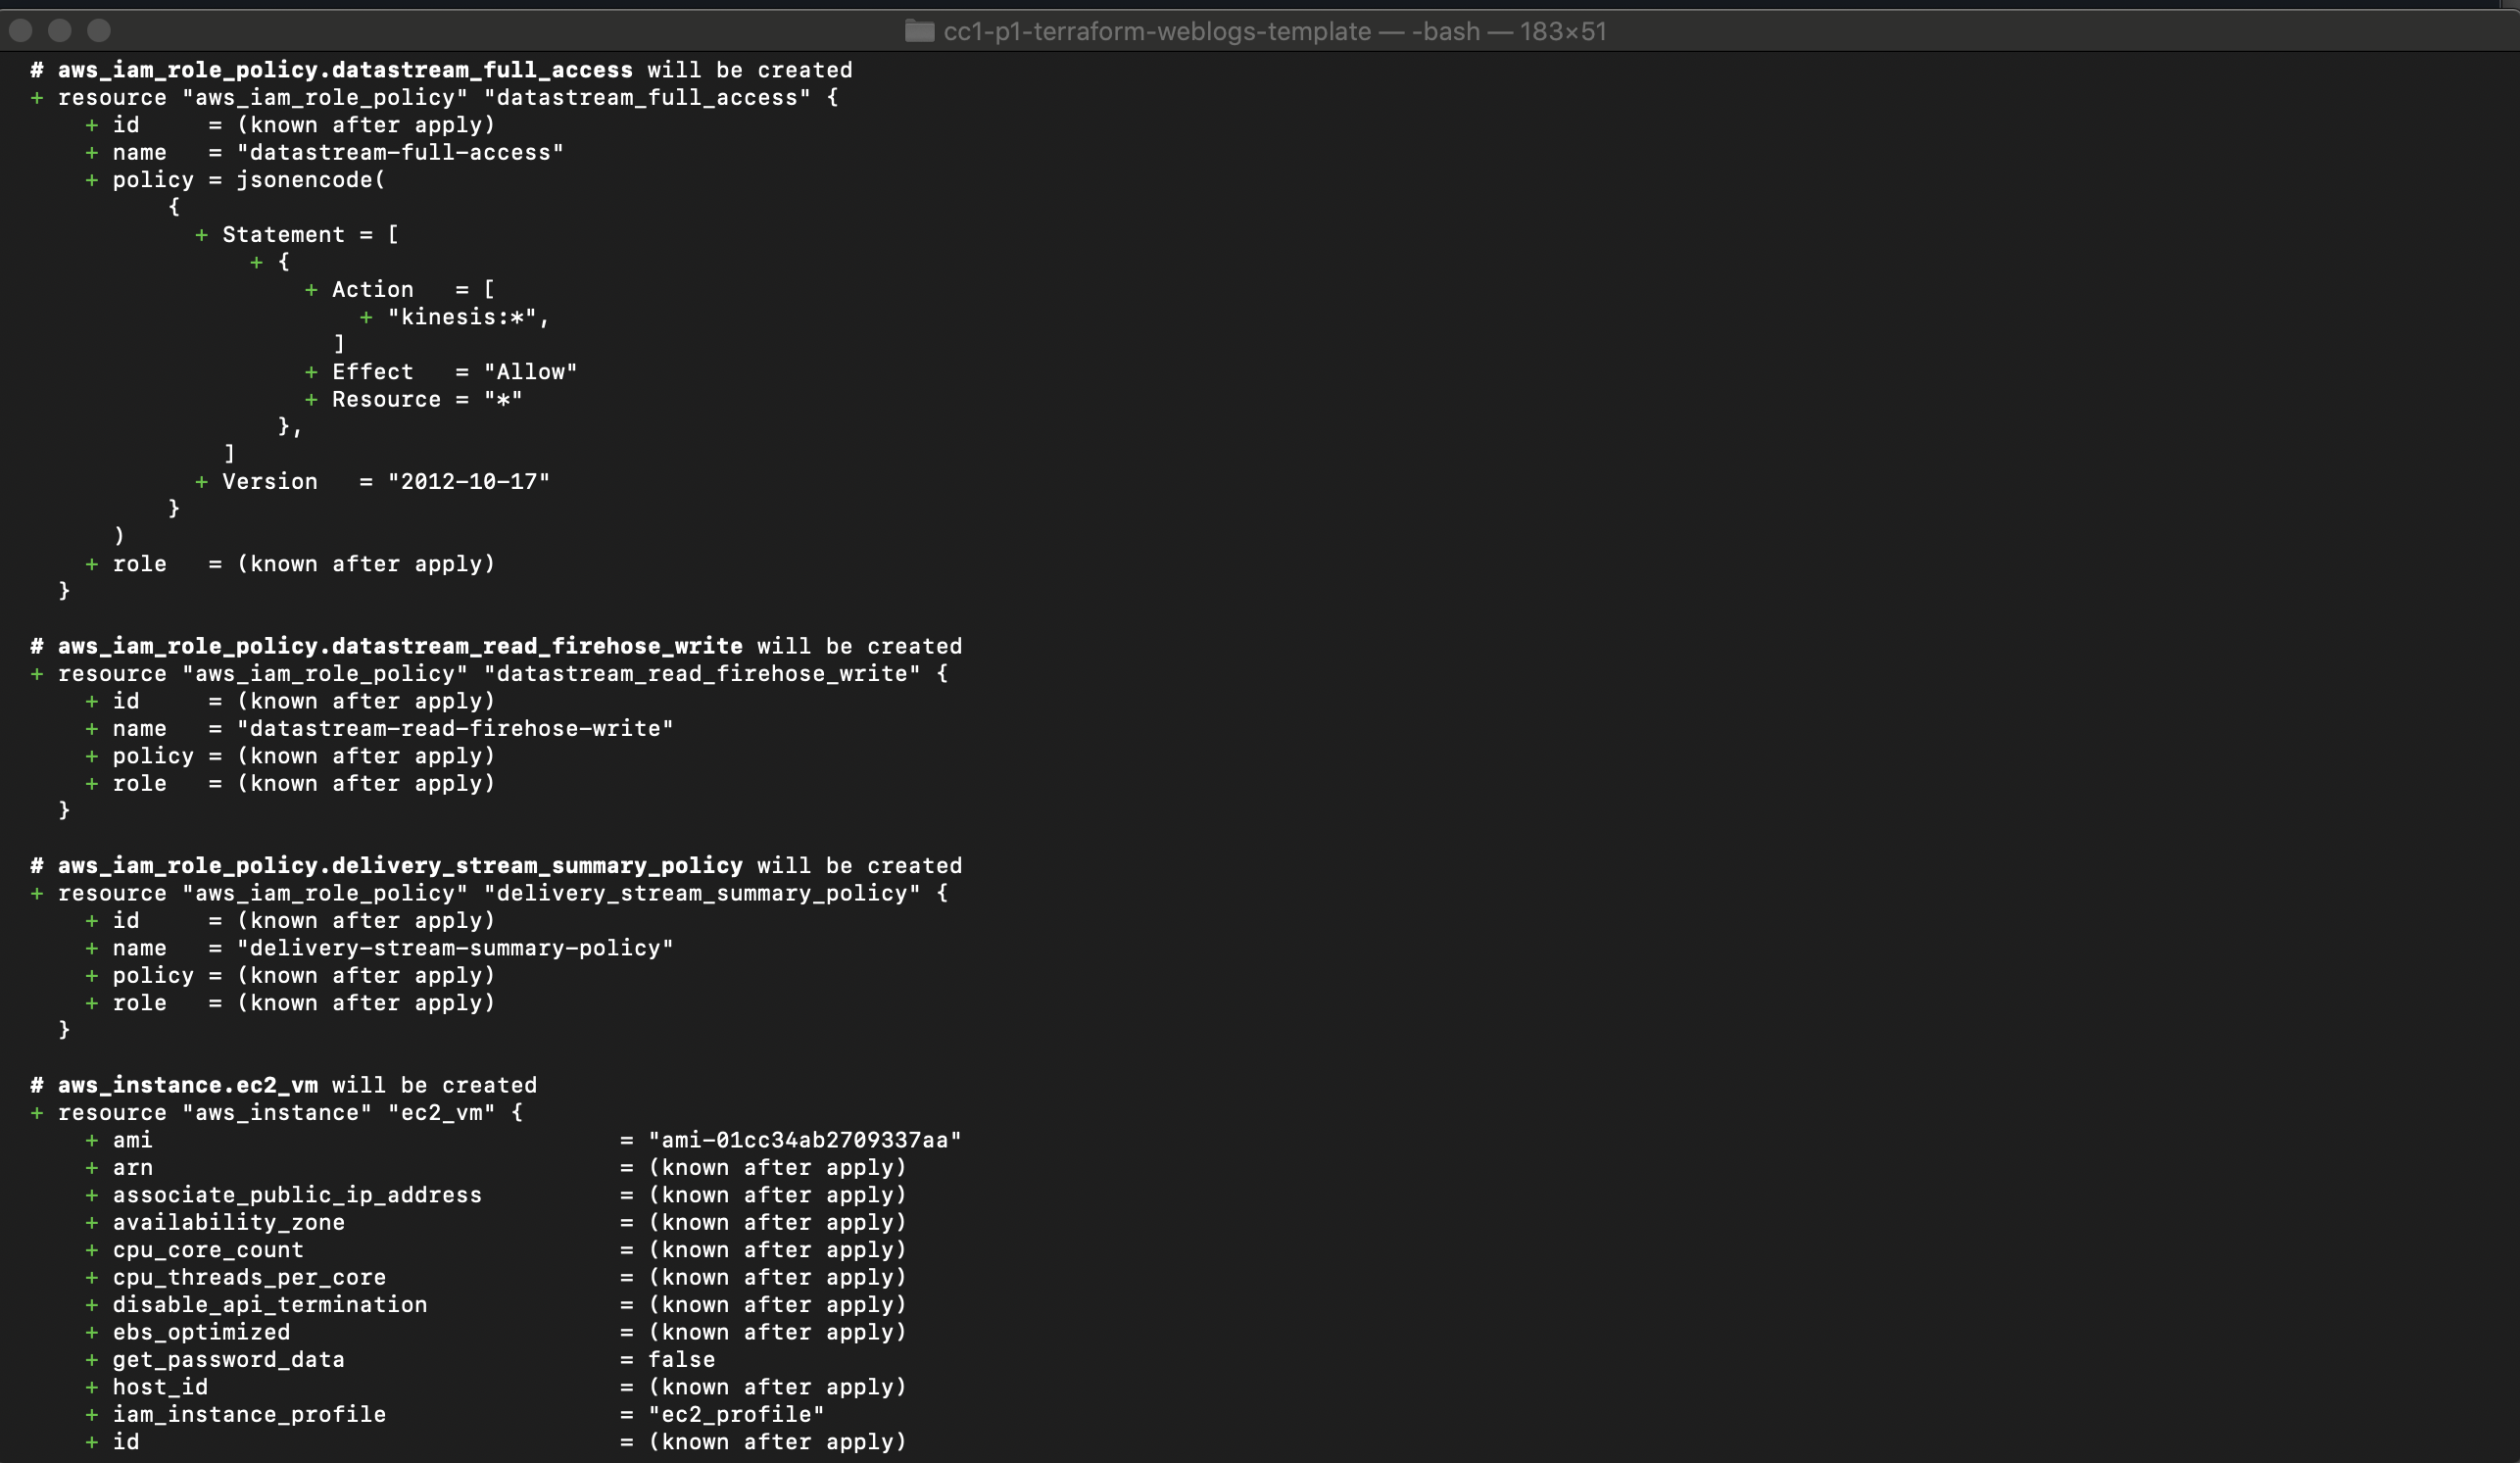 cc1-p1-terraform-weblogs-template — -bash — 183×51
# aws_iam_role_policy.datastream_full_access will be created
+ resource "aws_iam_role_policy" "datastream_full_access" {
+ id     = (known after apply)
+ name   = "datastream-full-access"
+ policy = jsonencode(
{
+ Statement = [
+ {
+ Action   = [
+ "kinesis:*",
]
+ Effect   = "Allow"
+ Resource = "*"
},
]
+ Version   = "2012-10-17"
}
)
+ role   = (known after apply)
}
# aws_iam_role_policy.datastream_read_firehose_write will be created
+ resource "aws_iam_role_policy" "datastream_read_firehose_write" {
+ id     = (known after apply)
+ name   = "datastream-read-firehose-write"
+ policy = (known after apply)
+ role   = (known after apply)
}
# aws_iam_role_policy.delivery_stream_summary_policy will be created
+ resource "aws_iam_role_policy" "delivery_stream_summary_policy" {
+ id     = (known after apply)
+ name   = "delivery-stream-summary-policy"
+ policy = (known after apply)
+ role   = (known after apply)
}
# aws_instance.ec2_vm will be created
+ resource "aws_instance" "ec2_vm" {
+ ami                                  = "ami-01cc34ab2709337aa"
+ arn                                  = (known after apply)
+ associate_public_ip_address          = (known after apply)
+ availability_zone                    = (known after apply)
+ cpu_core_count                       = (known after apply)
+ cpu_threads_per_core                 = (known after apply)
+ disable_api_termination              = (known after apply)
+ ebs_optimized                        = (known after apply)
+ get_password_data                    = false
+ host_id                              = (known after apply)
+ iam_instance_profile                 = "ec2_profile"
+ id                                   = (known after apply)